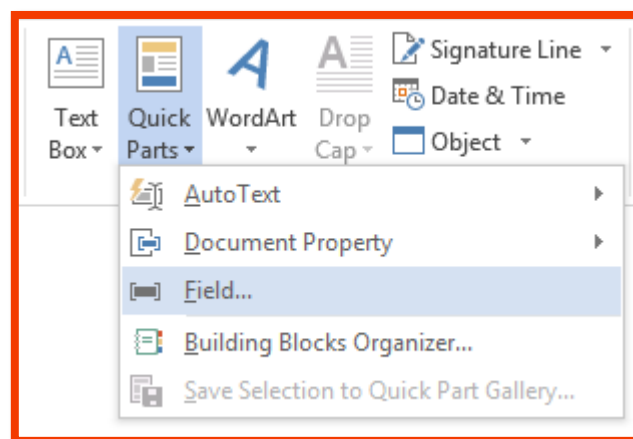 A
Text
Box
Quick
Parts
A
WordArt
A
Drop
Cap
Signature Line
Date & Time
Object
AutoText
Document Property
Field...
Building Blocks Organizer...
Save Selection to Quick Part Gallery...